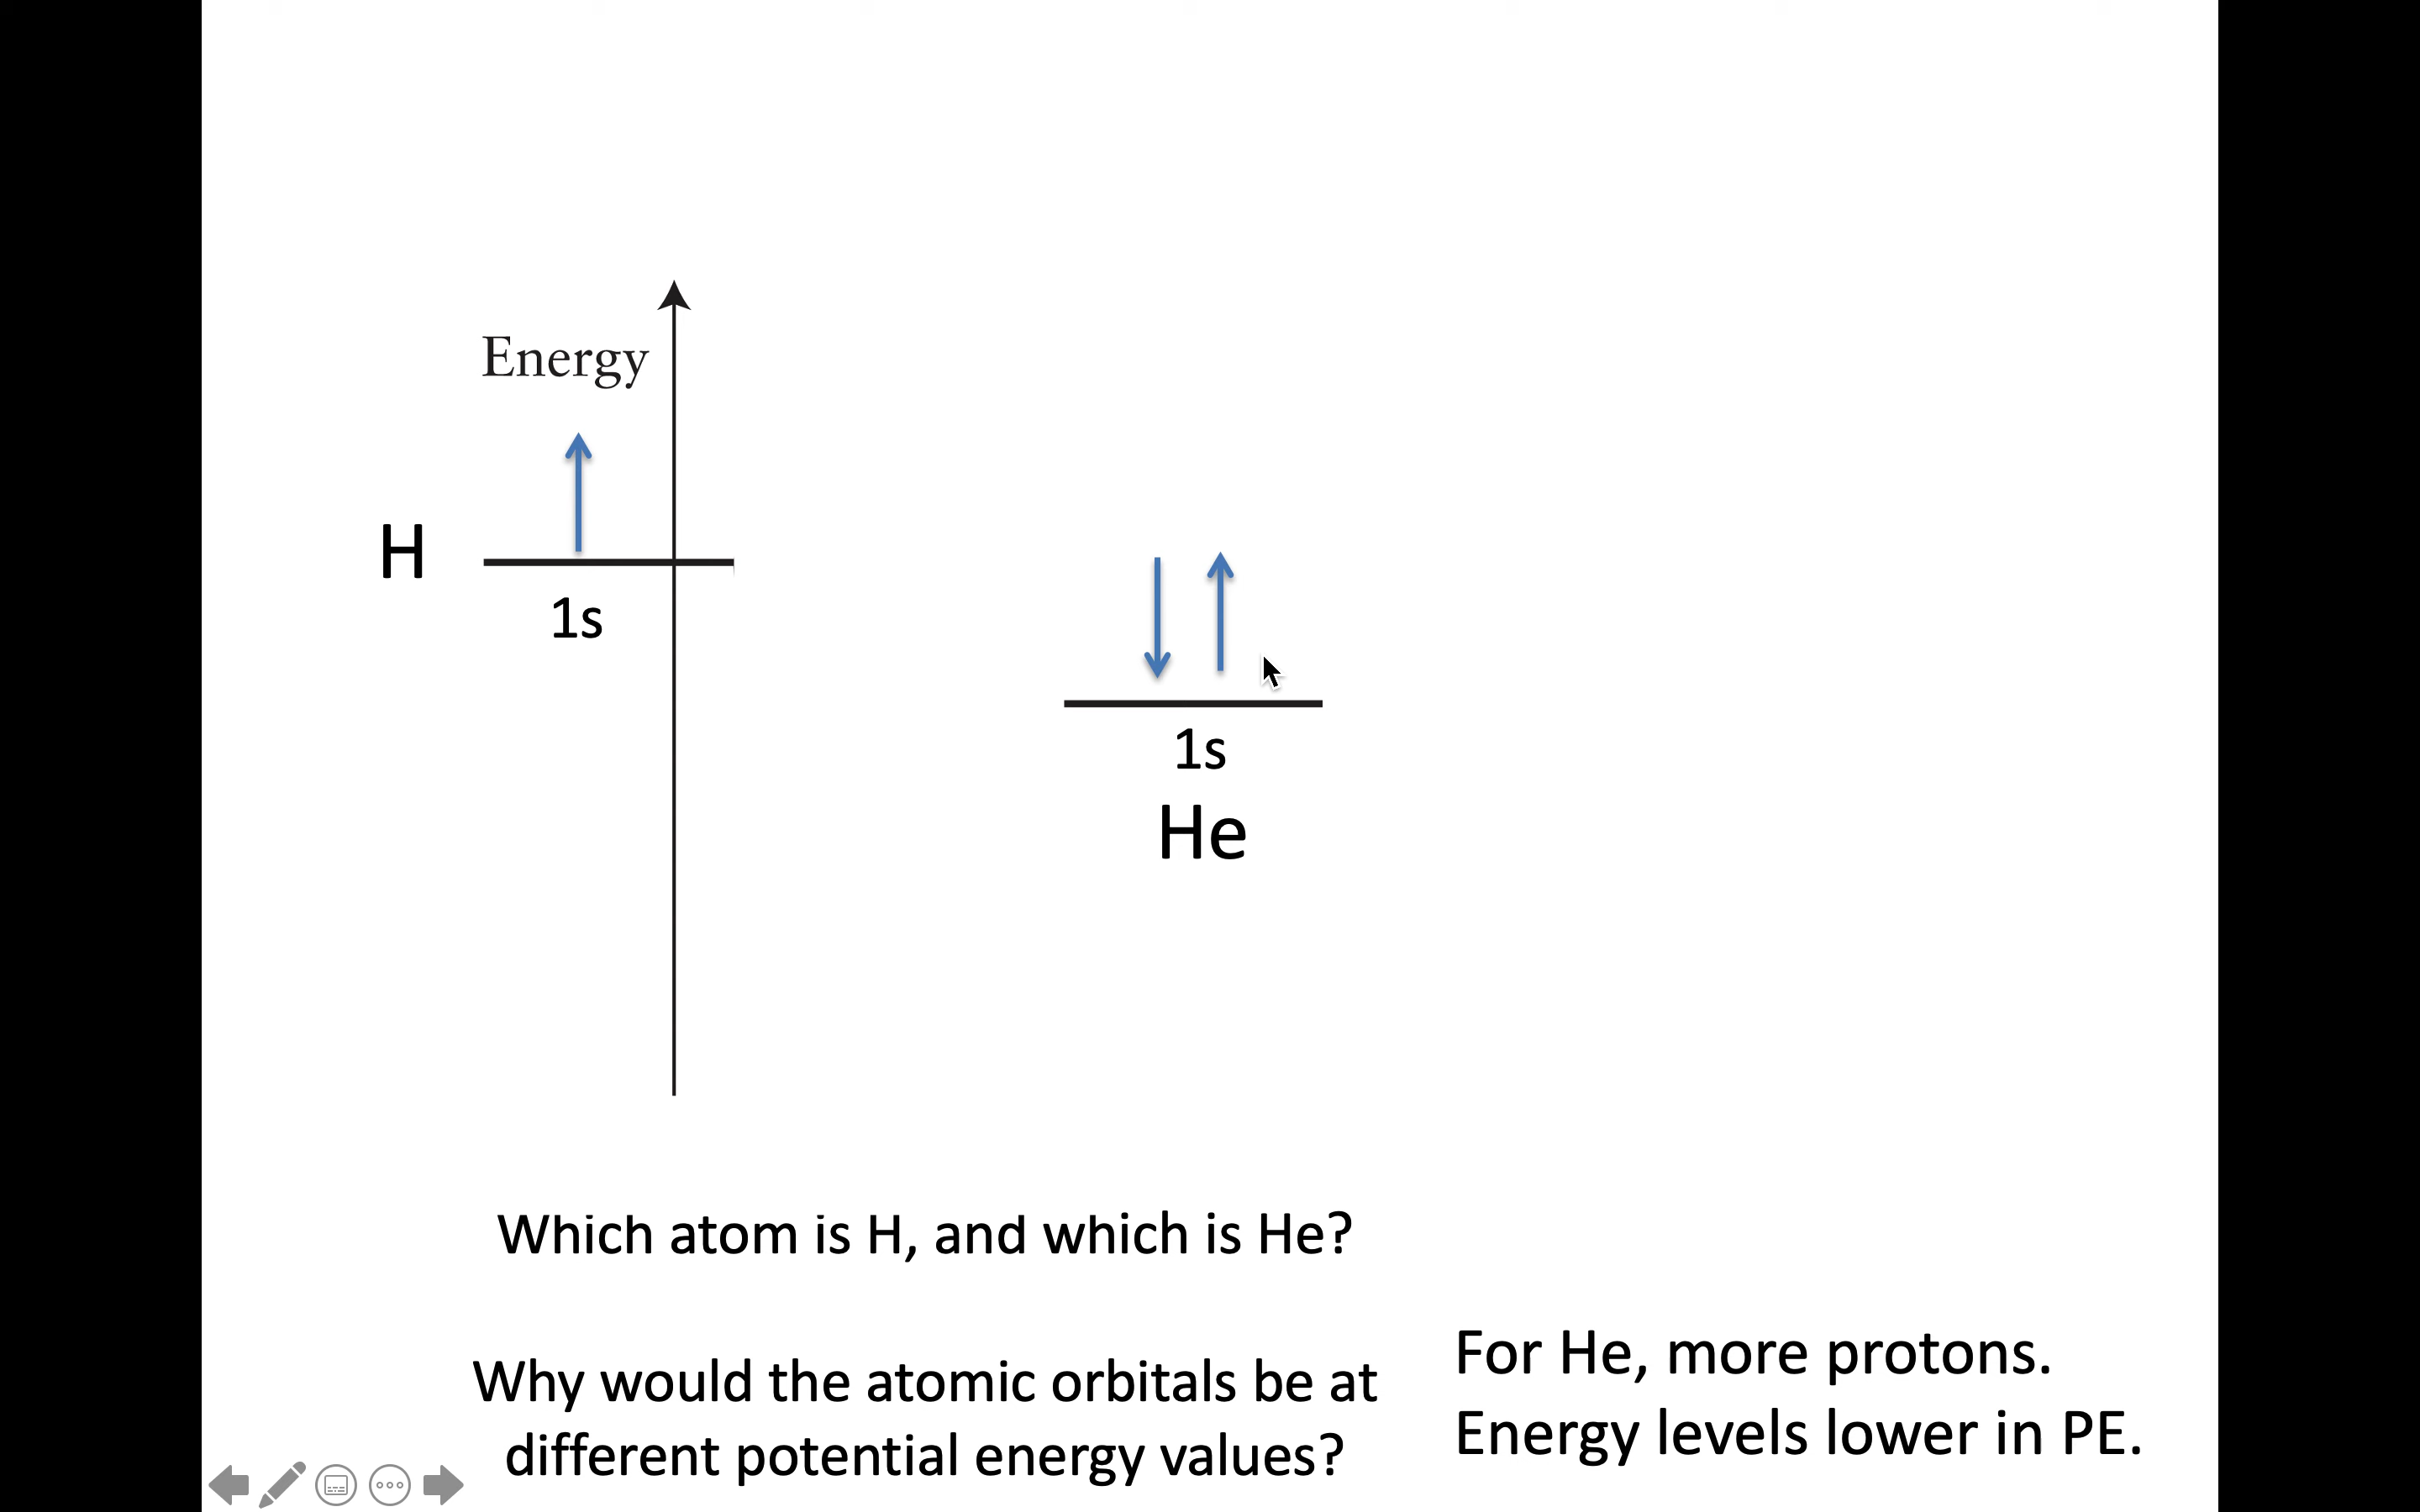 Energy
H
1s
1s
He
Which atom is H, and which is He?
Why would the atomic orbitals be at
different potential energy values?
For He, more protons.
Energy levels lower in PE.